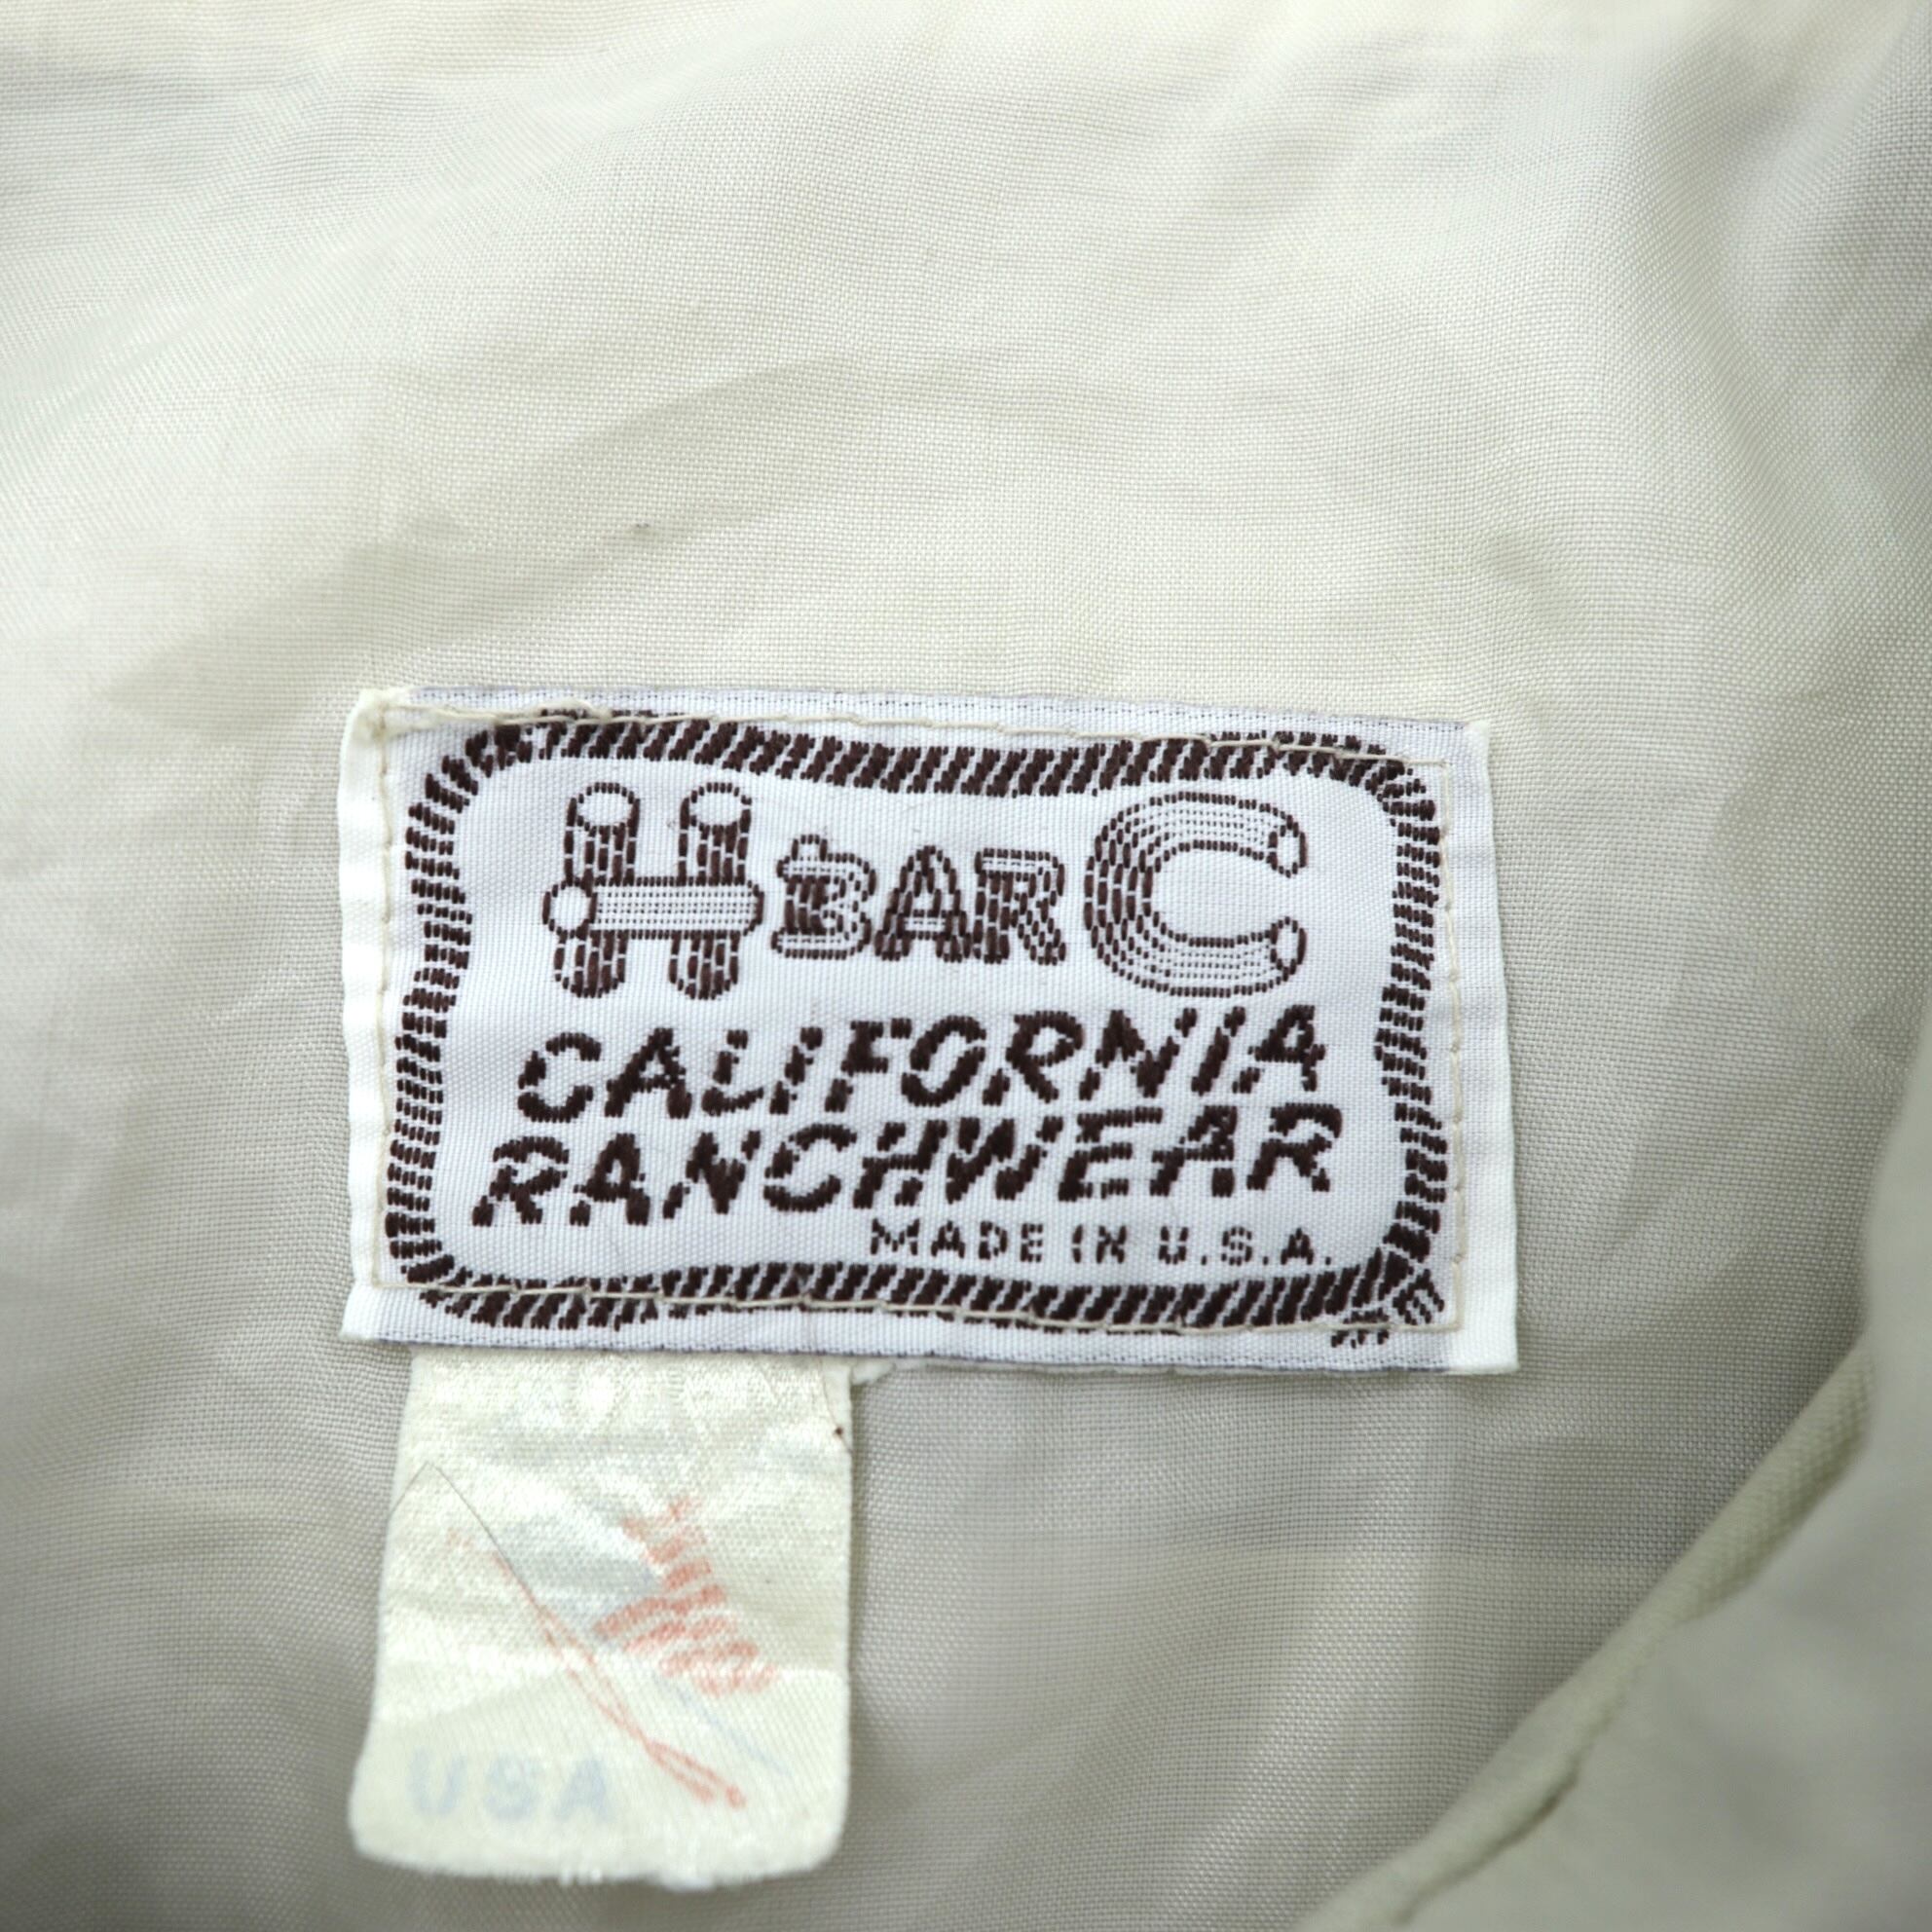 H BAR C
CALIFORNIA
RANCHWEAR
MADE IN U.S.A.
USA